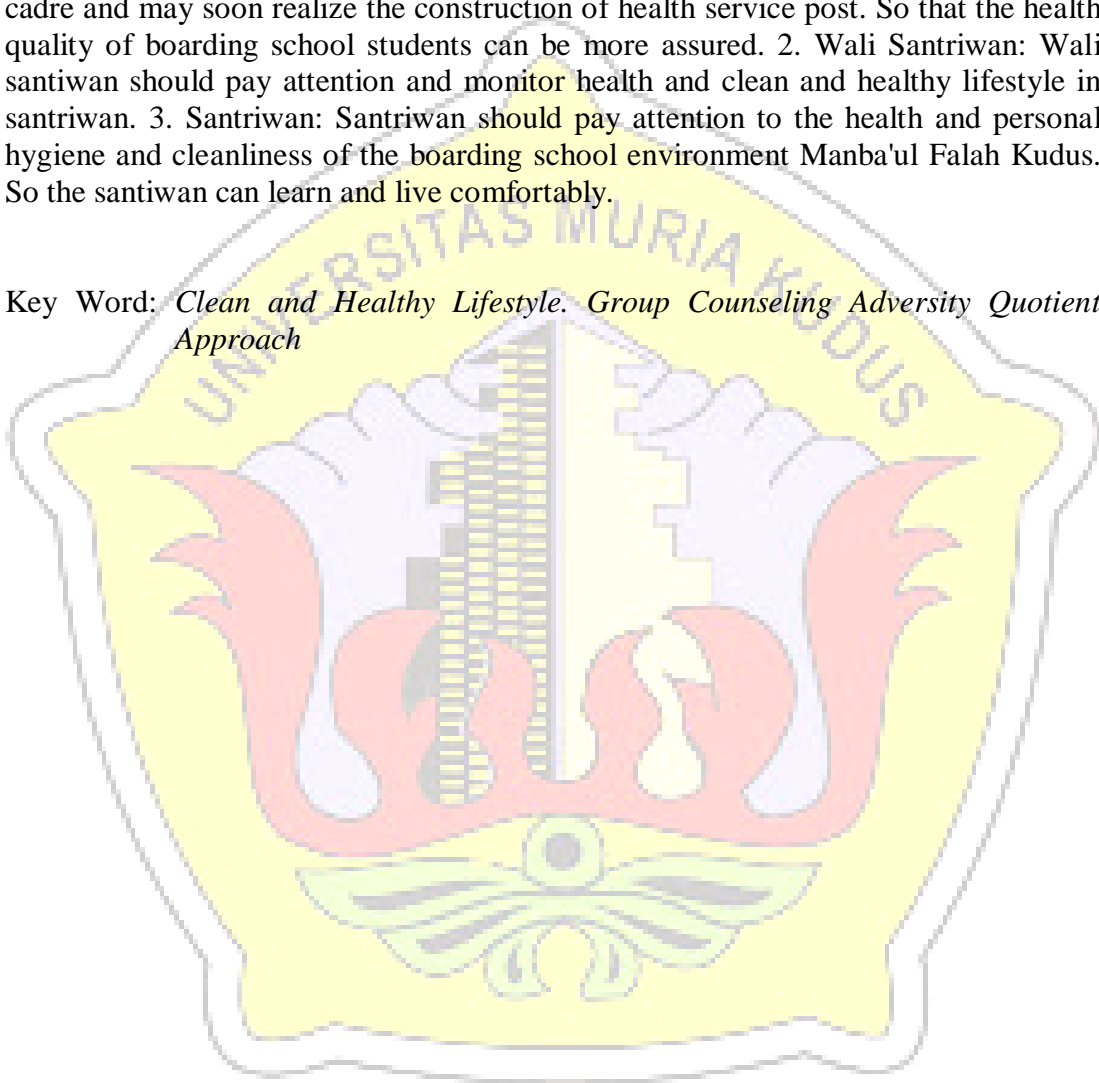 cadre and may soon realize the construction of health service post. So that the health
quality of boarding school students can be more assured. 2. Wali Santriwan: Wali
santiwan should pay attention and monitor health and clean and healthy lifestyle in
santriwan. 3. Santriwan: Santriwan should pay attention to the health and personal
hygiene and cleanliness of the boarding school environment Manba'ul Falah Kudus.
So the santiwan can learn and live comfortably.
UNIVERSITAS MURIA KUDUS
Key Word: Clean and Healthy Lifestyle. Group Counseling Adversity Quotient
Approach